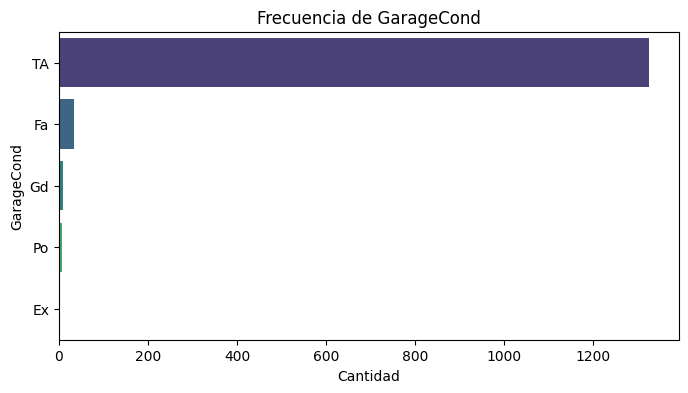 Frecuencia de GarageCond
GarageCond
TA
Fa
Gd
Po
Ex
0 200 400 600 800 1000 1200
Cantidad